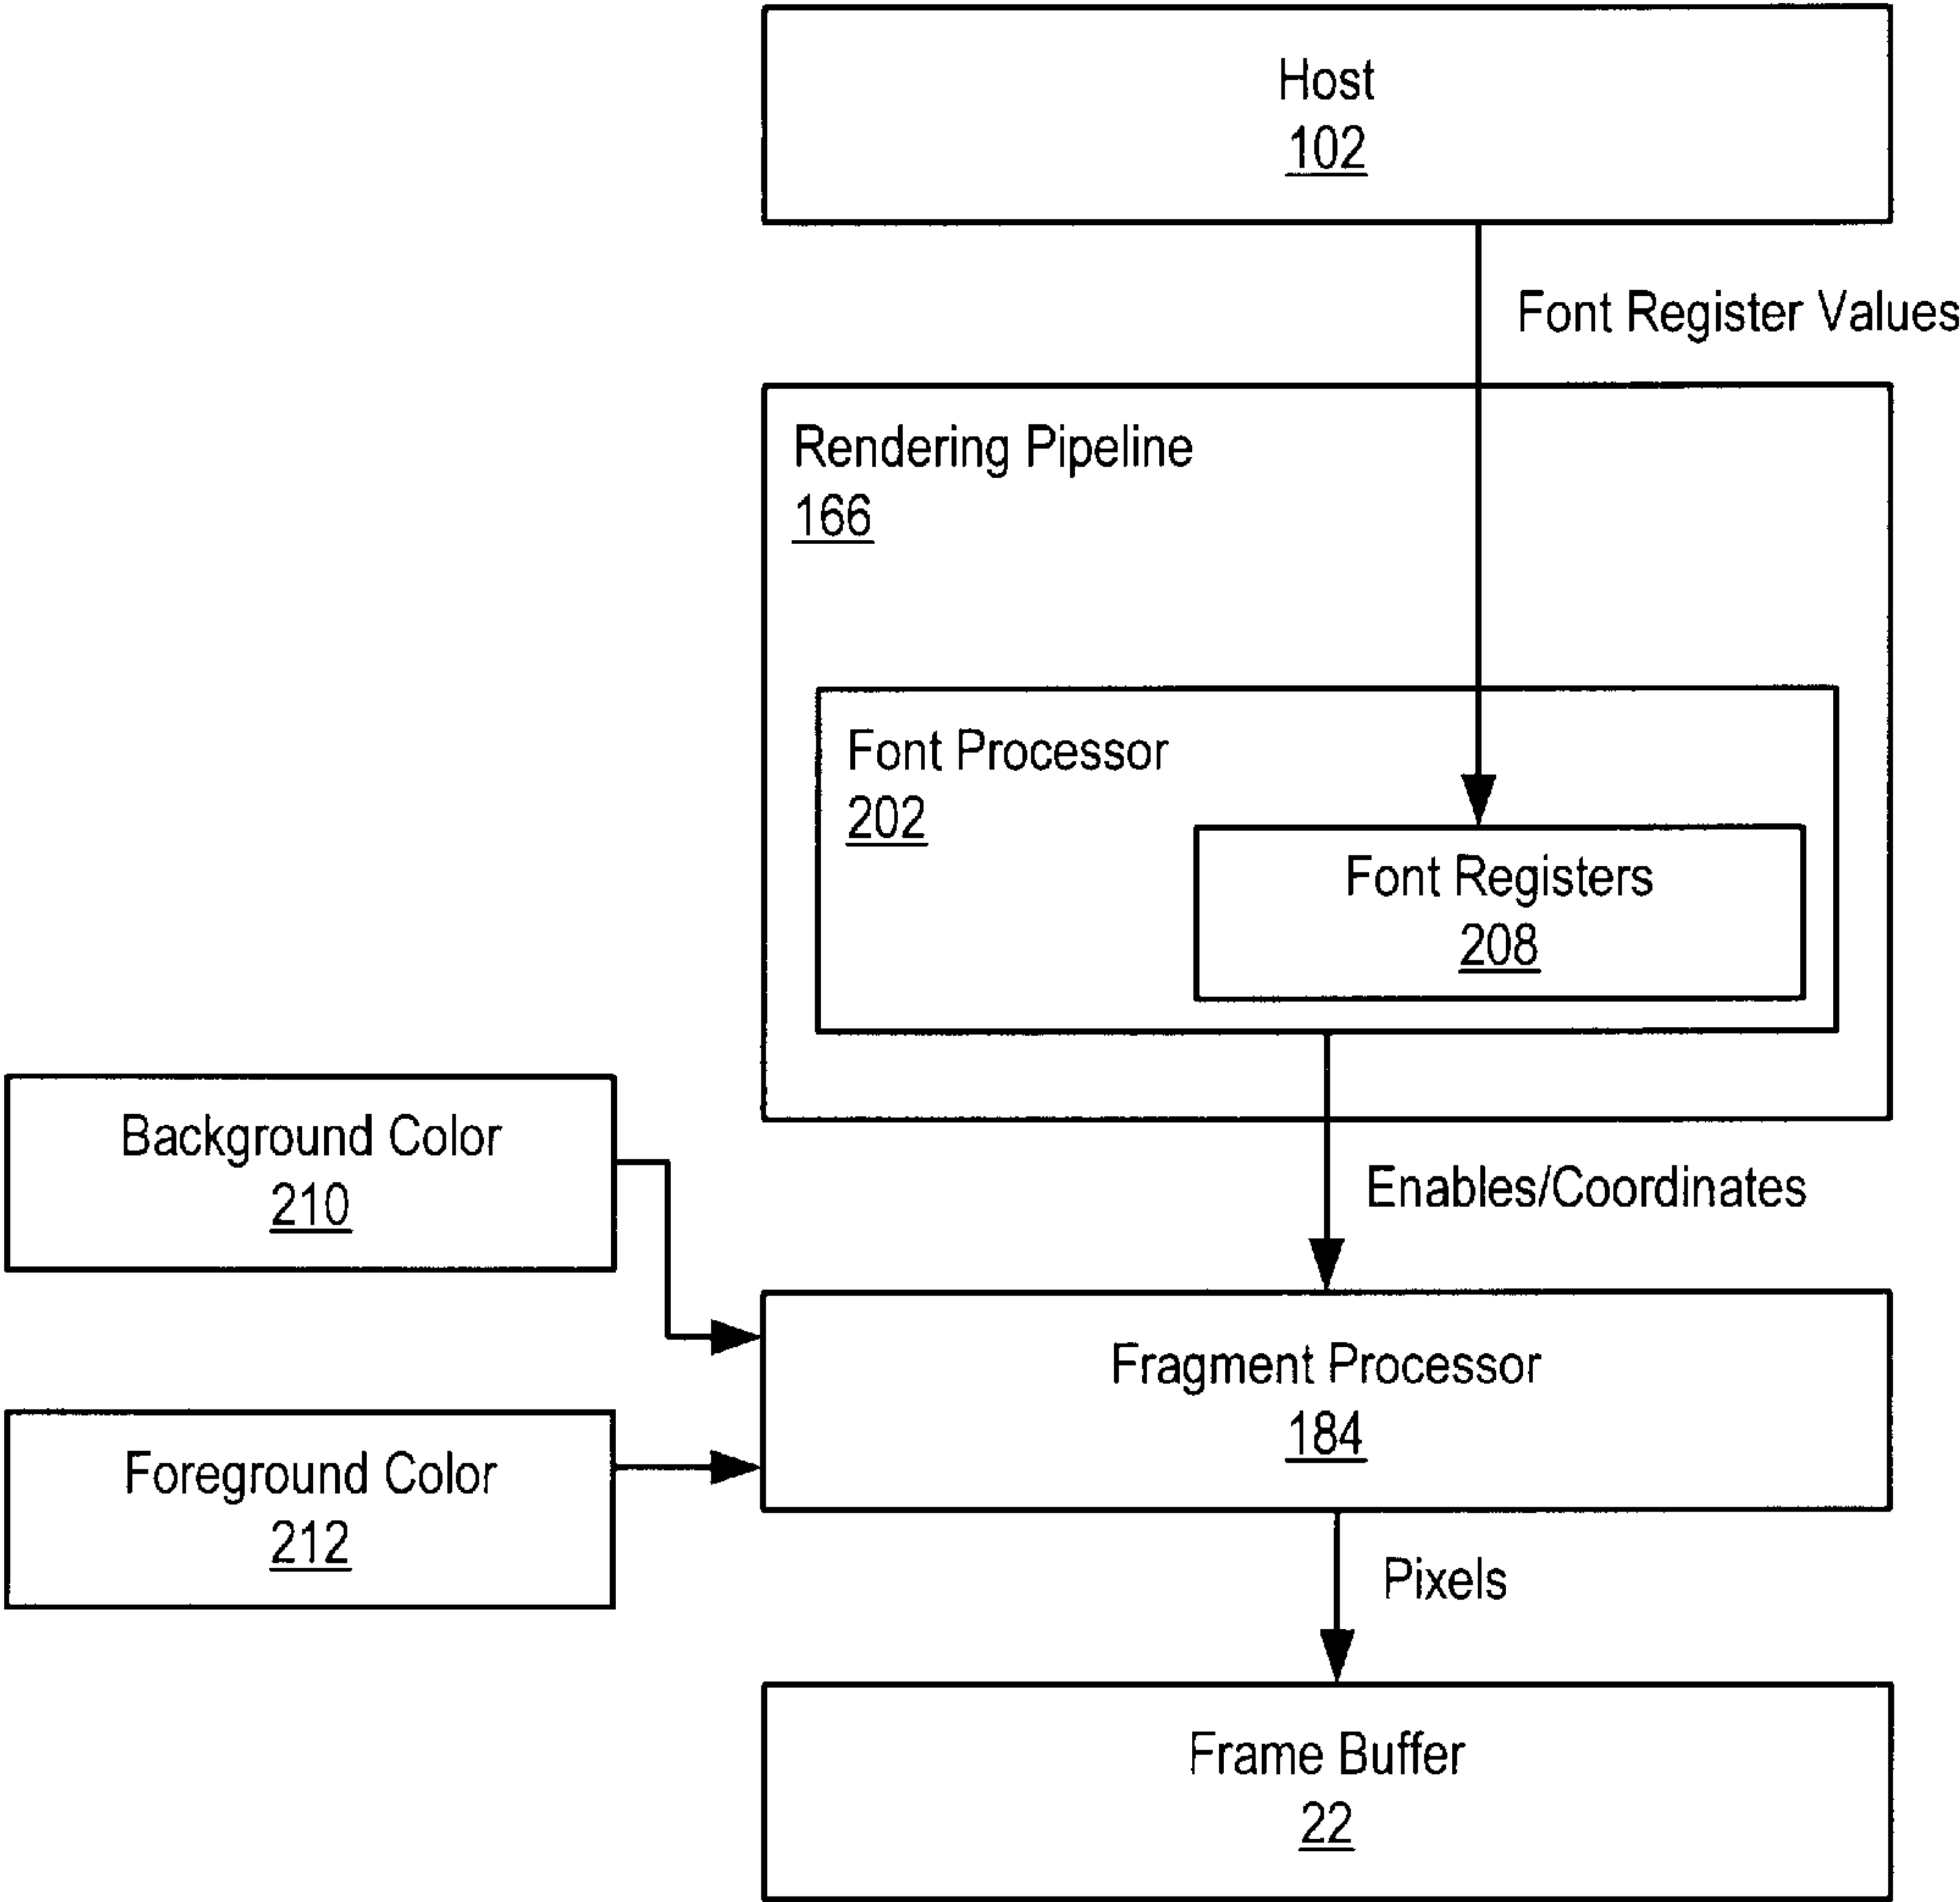 Host
102
Font Register Values
Rendering Pipeline
166
Font Processor
202
Font Registers
208
Background Color
210
Enables/Coordinates
Fragment Processor
184
Foreground Color
212
Pixels
Frame Buffer
22